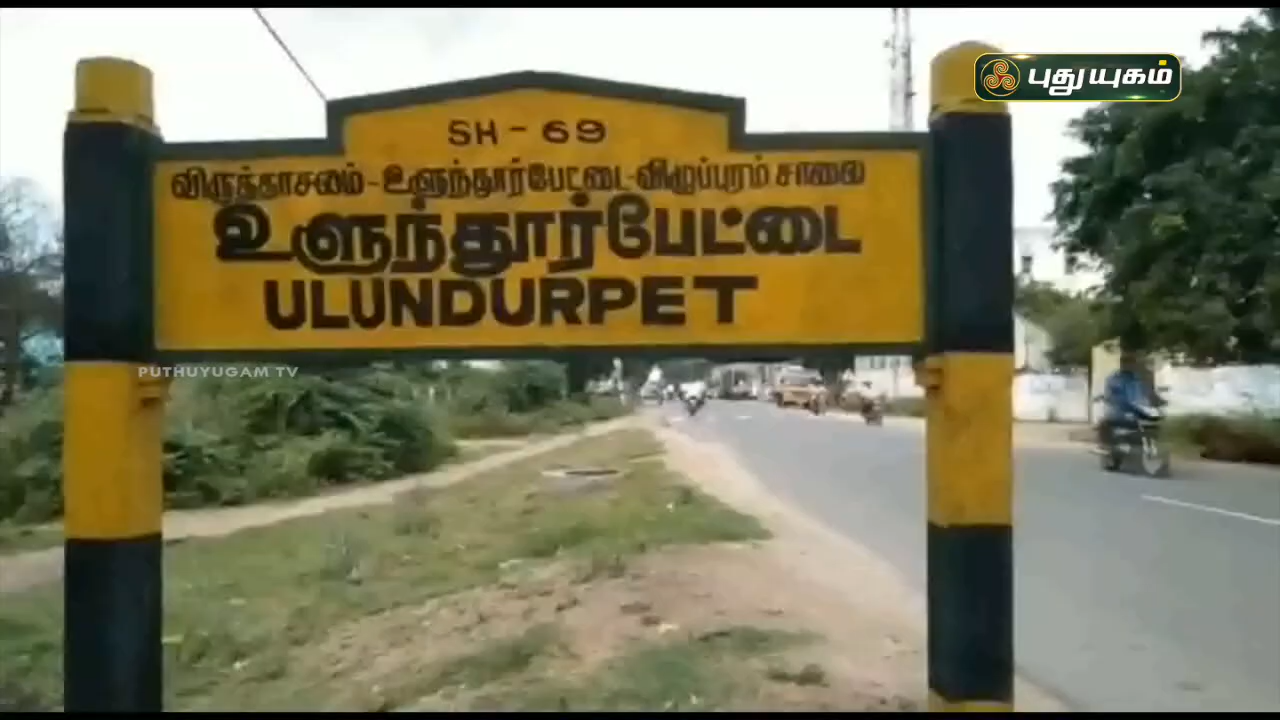 புதுயுகம்
SH - 69
விருத்தாசலம் - உளுந்தூர்பேட்டை - விழுப்புரம் சாலை
உளுந்தூர்பேட்டை
ULUNDURPET
PUTHUYUGAM TV